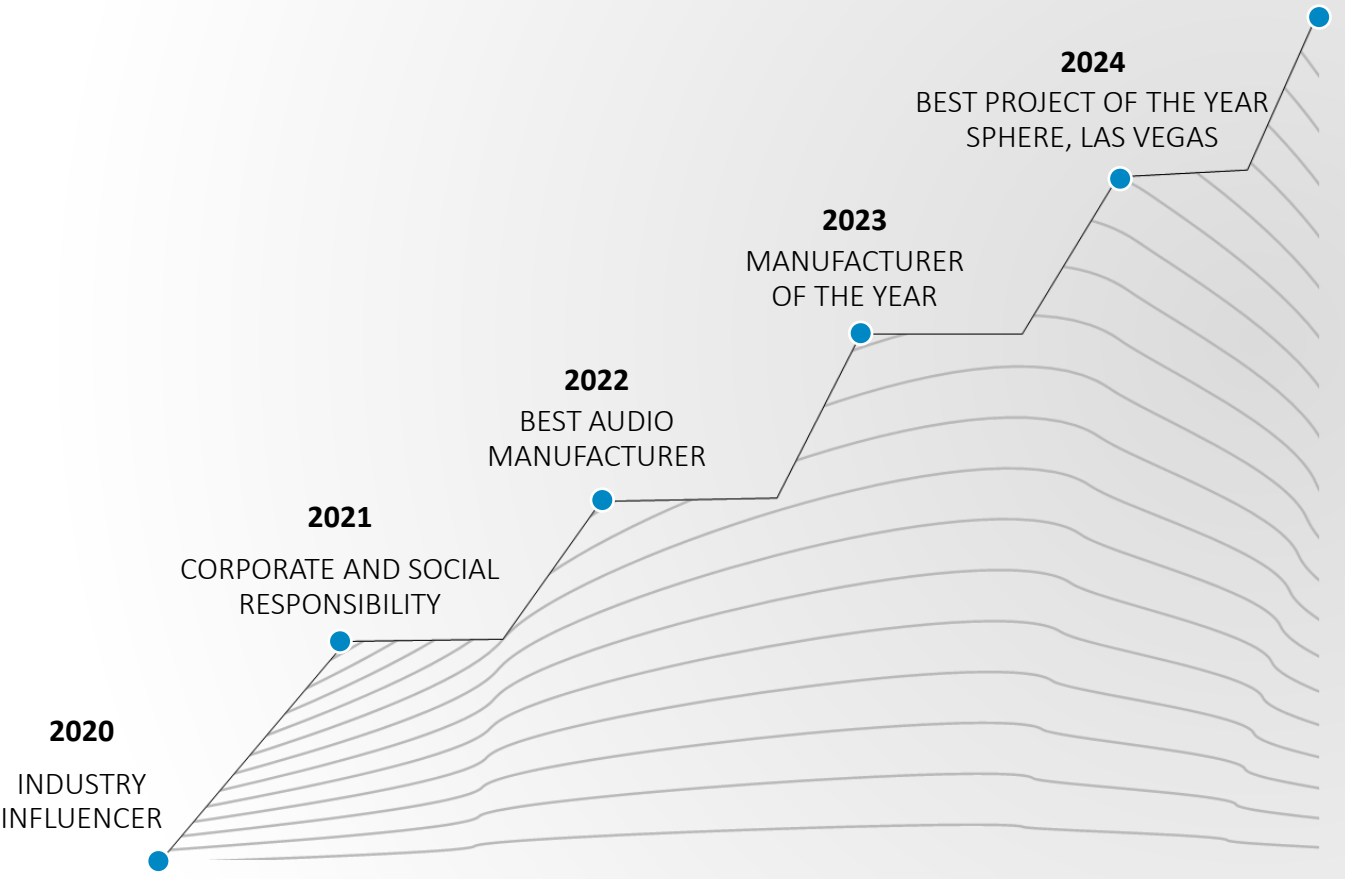 2024
BEST PROJECT OF THE YEAR
SPHERE, LAS VEGAS
2023
MANUFACTURER
OF THE YEAR
2022
BEST AUDIO
MANUFACTURER
2021
CORPORATE AND SOCIAL
RESPONSIBILITY
2020
INDUSTRY
INFLUENCER